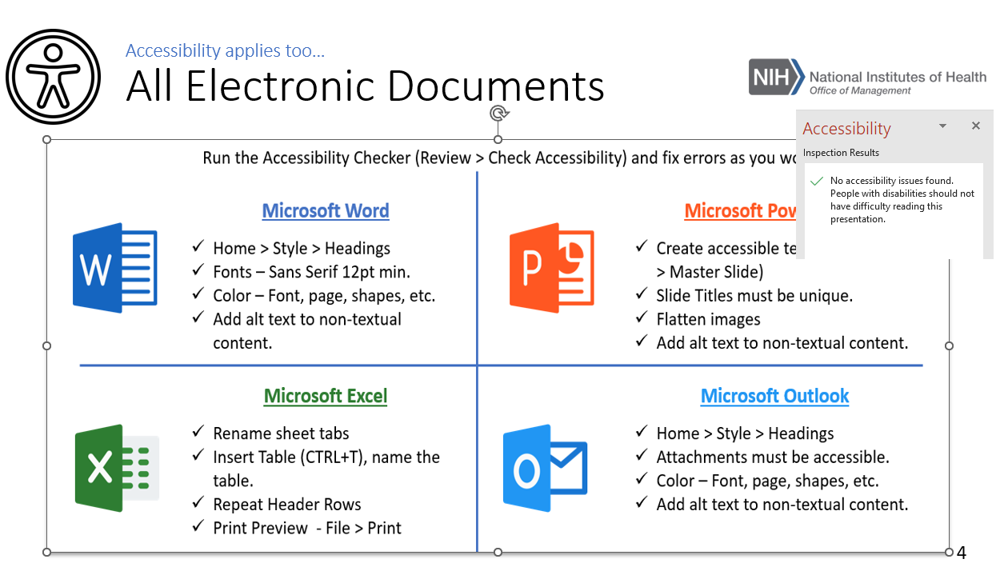 Accessibility applies too...
All Electronic Documents
NIH National Institutes of Health
Office of Management
Accessibility
Inspection Results
No accessibility issues found.
People with disabilities should not
have difficulty reading this
presentation.
Run the Accessibility Checker (Review > Check Accessibility) and fix errors as you
Microsoft Word
W
✓ Home > Style > Headings
✓ Fonts – Sans Serif 12pt min.
✓ Color – Font, page, shapes, etc.
✓ Add alt text to non-textual
content.
Microsoft
P
✓ Create accessible
> Master Slide)
✓ Slide Titles must be unique.
✓ Flatten images
✓ Add alt text to non-textual content.
Microsoft Excel
X
✓ Rename sheet tabs
✓ Insert Table (CTRL+T), name the
table.
✓ Repeat Header Rows
✓ Print Preview  - File > Print
Microsoft Outlook
O
✓ Home > Style > Headings
✓ Attachments must be accessible.
✓ Color – Font, page, shapes, etc.
✓ Add alt text to non-textual content.
4